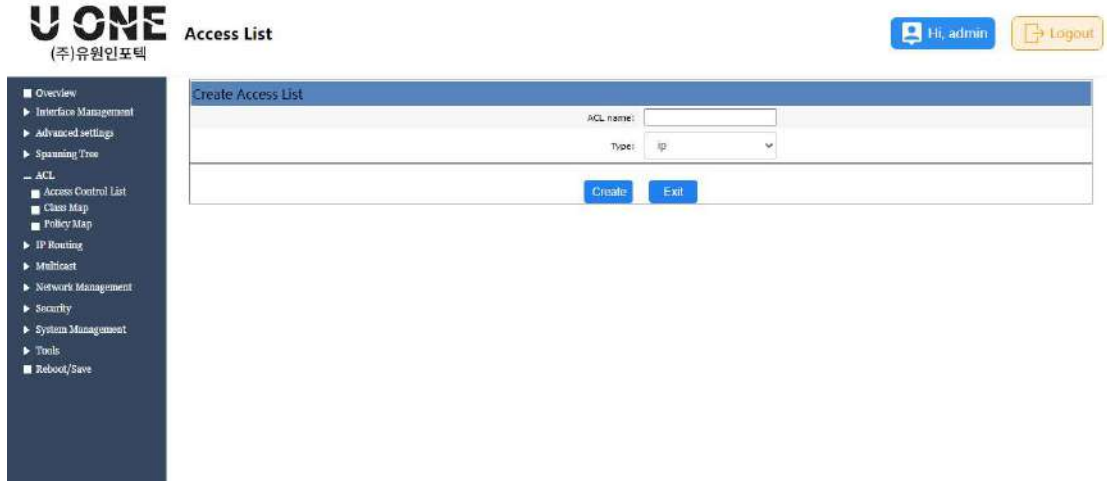 U ONE
(주)유원인포텍
Access List
Hi, admin
Logout
Overview
Interface Management
Advanced settings
Spanning Tree
ACL
Access Control List
Class Map
Policy Map
IP Routing
Multicast
Network Management
Security
System Management
Tools
Reboot/Save
Create Access List
ACL name:
Type: ip
Create Exit